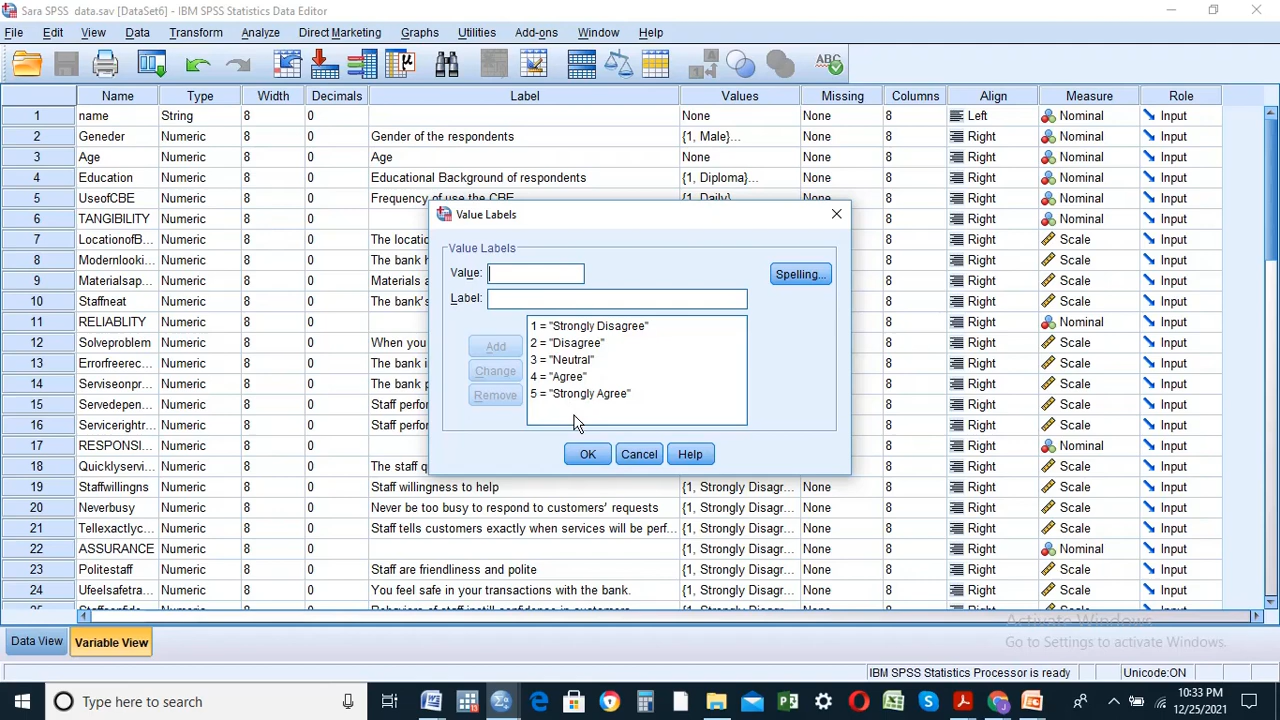 Sara SPSS  data.sav [DataSet6] - IBM SPSS Statistics Data Editor
File Edit View Data Transform Analyze Direct Marketing Graphs Utilities Add-ons Window Help
Name Type Width Decimals Label Values Missing Columns Align Measure Role
1 name String 8 0 None None 8 Left Nominal Input
2 Geneder Numeric 8 0 Gender of the respondents {1, Male}... None 8 Right Nominal Input
3 Age Numeric 8 0 Age None None 8 Right Nominal Input
4 Education Numeric 8 0 Educational Background of respondents {1, Diploma}... None 8 Right Nominal Input
5 UseofCBE Numeric 8 0 Frequency of use the CBE {1, Daily}... None 8 Right Nominal Input
6 TANGIBILITY Numeric 8 0 Right Nominal Input
7 LocationofB... Numeric 8 0 The locat Right Scale Input
8 Modernlooki... Numeric 8 0 The bank h Right Scale Input
9 Materialsap... Numeric 8 0 Materials a Right Scale Input
10 Staffneat Numeric 8 0 The bank's Right Scale Input
11 RELIABLITY Numeric 8 0 Right Nominal Input
12 Solveproblem Numeric 8 0 When you Right Scale Input
13 Errorfreerec... Numeric 8 0 The bank i Right Scale Input
14 Serviseonpr... Numeric 8 0 The bank p Right Scale Input
15 Servedepen... Numeric 8 0 Staff perfor Right Scale Input
16 Servicerightr... Numeric 8 0 Staff perfor Right Scale Input
17 RESPONSI... Numeric 8 0 Right Nominal Input
18 Quicklyservi... Numeric 8 0 The staff q Right Scale Input
19 Staffwillingns Numeric 8 0 Staff willingness to help {1, Strongly Disagr... None 8 Right Scale Input
20 Neverbusy Numeric 8 0 Never be too busy to respond to customers' requests {1, Strongly Disagr... None 8 Right Scale Input
21 Tellexactlyc... Numeric 8 0 Staff tells customers exactly when services will be perf... {1, Strongly Disagr... None 8 Right Scale Input
22 ASSURANCE Numeric 8 0 {1, Strongly Disagr... None 8 Right Nominal Input
23 Politestaff Numeric 8 0 Staff are friendliness and polite {1, Strongly Disagr... None 8 Right Scale Input
24 Ufeelsafetra... Numeric 8 0 You feel safe in your transactions with the bank. {1, Strongly Disagr... None 8 Right Scale Input
Value Labels
Value Labels
Value:
Spelling...
Label:
1 = "Strongly Disagree"
2 = "Disagree"
3 = "Neutral"
4 = "Agree"
5 = "Strongly Agree"
Add
Change
Remove
OK Cancel Help
Activate Windows
Go to Settings to activate Windows.
Data View Variable View
IBM SPSS Statistics Processor is ready Unicode:ON
Type here to search
10:33 PM
12/25/2021